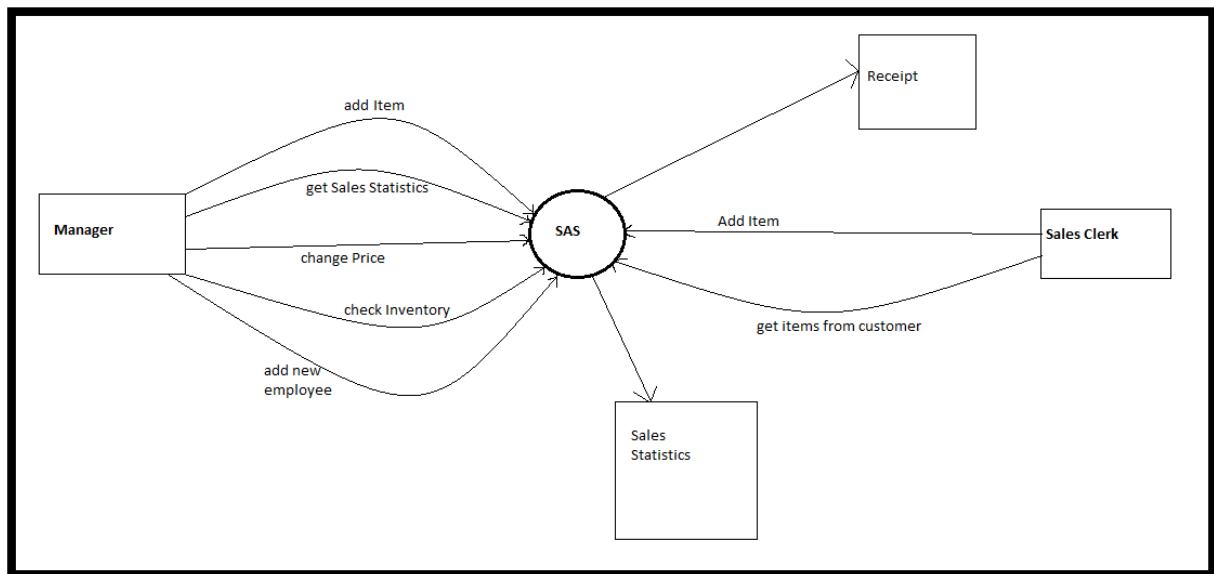 Receipt
add Item
get Sales Statistics
Manager
SAS
Add Item
Sales Clerk
change Price
check Inventory
get items from customer
add new
employee
Sales
Statistics